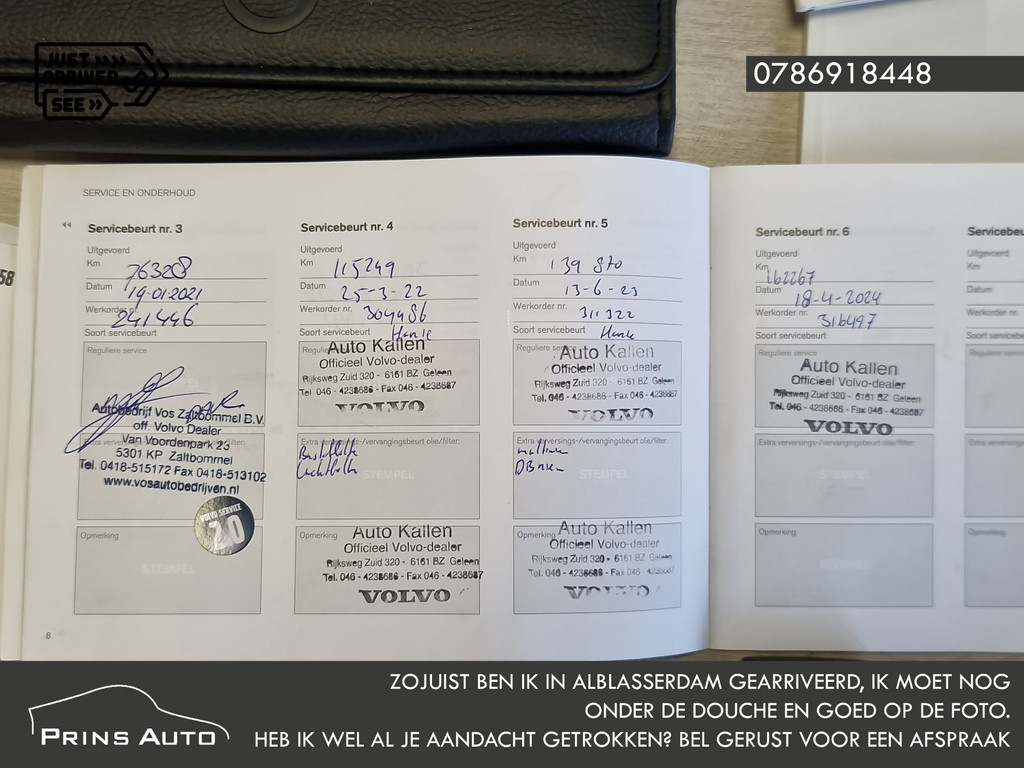 JUST
ARRIVED
SEE
0786918448
58
SERVICE EN ONDERHOUD
Servicebeurt nr. 3
Uitgevoerd
Km 763208
Datum 19-01-2021
Werkorder nr. 241446
Soort servicebeurt
Reguliere service
STEMPEL
Autobedrijf Vos Zaltbommel B.V.
off. Volvo Dealer
Van Voordenpark 23
5301 KP Zaltbommel
Tel. 0418-515172 Fax 0418-513102
www.vosautobedrijven.nl
VOLVO SERVICE
2.0
Opmerking
STEMPEL
8
Servicebeurt nr. 4
Uitgevoerd
Km 115249
Datum 25-3-22
Werkorder nr. 304486
Soort servicebeurt
Auto Kallen
Officieel Volvo-dealer
Rijksweg Zuid 320 - 6161 BZ Geleen
Tel. 046 - 4238686 - Fax 046 - 4238687
VOLVO
Extra verversings-/vervangingsbeurt olie/filter:
STEMPEL
Opmerking
Auto Kallen
Officieel Volvo-dealer
Rijksweg Zuid 320 - 6161 BZ Geleen
Tel. 046 - 4238686 - Fax 046 - 4238687
VOLVO
Servicebeurt nr. 5
Uitgevoerd
Km 139 870
Datum 13-6-23
Werkorder nr. 311322
Soort servicebeurt
Auto Kallen
Officieel Volvo-dealer
Rijksweg Zuid 320 - 6161 BZ Geleen
Tel. 046 - 4238686 - Fax 046 - 4238687
VOLVO
Extra verversings-/vervangingsbeurt olie/filter:
STEMPEL
Opmerking
Auto Kallen
Officieel Volvo-dealer
Rijksweg Zuid 320 - 6161 BZ Geleen
Tel. 046 - 4238686 - Fax 046 - 4238687
VOLVO
Servicebeurt nr. 6
Uitgevoerd
Km 162267
Datum 18-4-2024
Werkorder nr. 316497
Soort servicebeurt
Reguliere service
Auto Kallen
Officieel Volvo-dealer
Rijksweg Zuid 320 - 6161 BZ Geleen
Tel. 046 - 4238686 - Fax 046 - 4238687
VOLVO
Extra verversings-/vervangingsbeurt olie/filter:
STEMPEL
Opmerking
STEMPEL
Servicebeu
Uitgevoerd
Km
Datum
Werkorder nr.
Soort servicebeu
Reguliere service
Opmerking
PRINS AUTO
ZOJUIST BEN IK IN ALBLASSERDAM GEARRIVEERD, IK MOET NOG
ONDER DE DOUCHE EN GOED OP DE FOTO.
HEB IK WEL AL JE AANDACHT GETROKKEN? BEL GERUST VOOR EEN AFSPRAAK